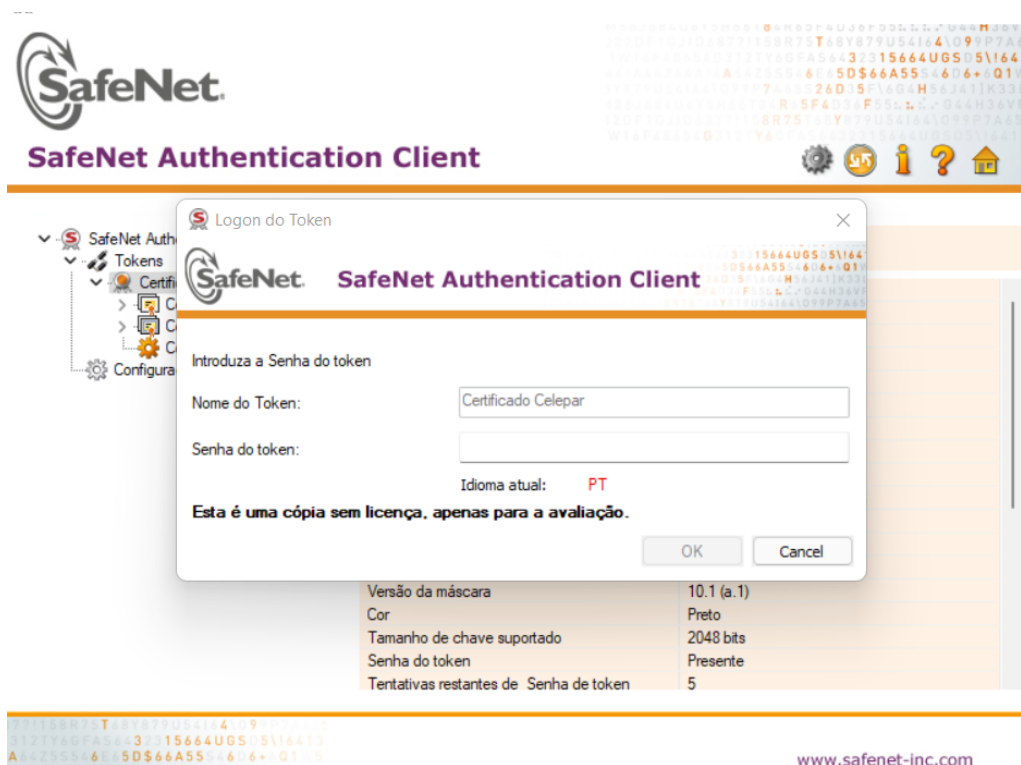 SafeNet.
SafeNet Authentication Client
Logon do Token
SafeNet Auth
Tokens
Certifi
C
C
C
Configura
SafeNet.
SafeNet Authentication Client
Introduza a Senha do token
Nome do Token:
Certificado Celepar
Senha do token:
Idioma atual: PT
Esta é uma cópia sem licença, apenas para a avaliação.
OK
Cancel
Versão da máscara 10.1 (a.1)
Cor Preto
Tamanho de chave suportado 2048 bits
Senha do token Presente
Tentativas restantes de Senha de token 5
www.safenet-inc.com